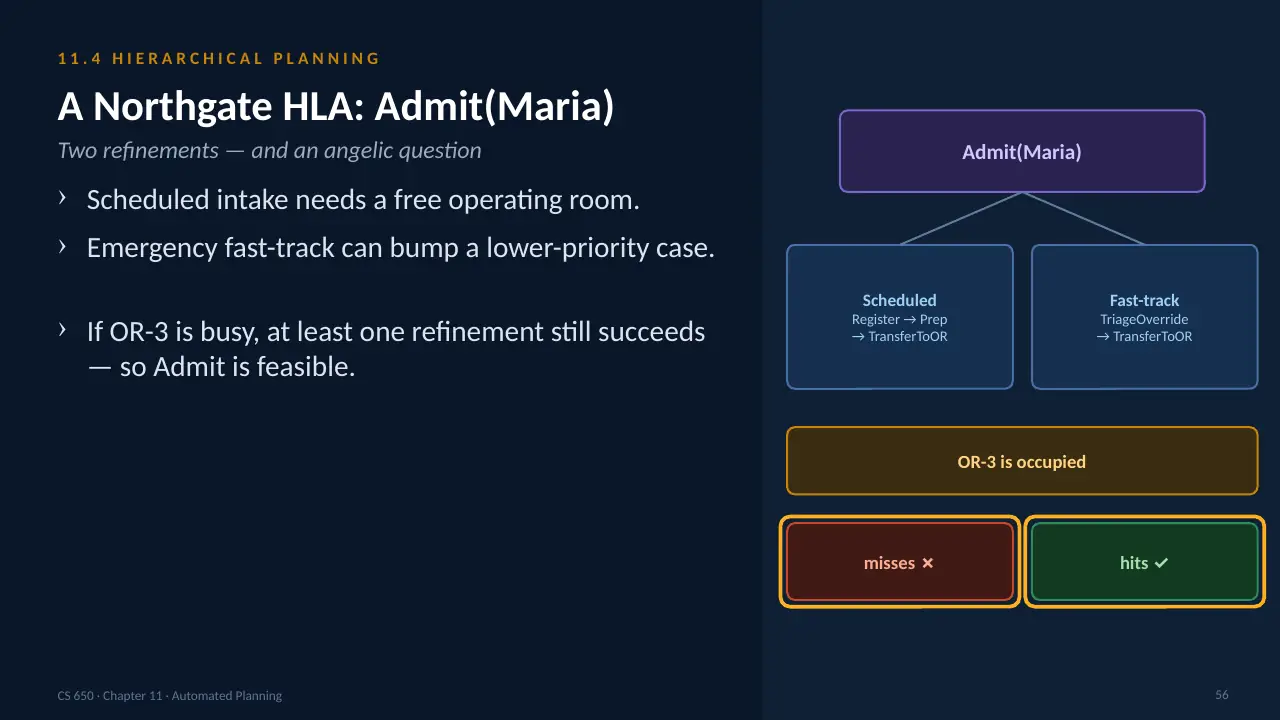 11.4 HIERARCHICAL PLANNING
A Northgate HLA: Admit(Maria)
Two refinements — and an angelic question
› Scheduled intake needs a free operating room.
› Emergency fast-track can bump a lower-priority case.
› If OR-3 is busy, at least one refinement still succeeds
— so Admit is feasible.
Admit(Maria)
Scheduled
Register → Prep
→ TransferToOR
Fast-track
TriageOverride
→ TransferToOR
OR-3 is occupied
misses ✕
hits ✓
CS 650 · Chapter 11 · Automated Planning
56